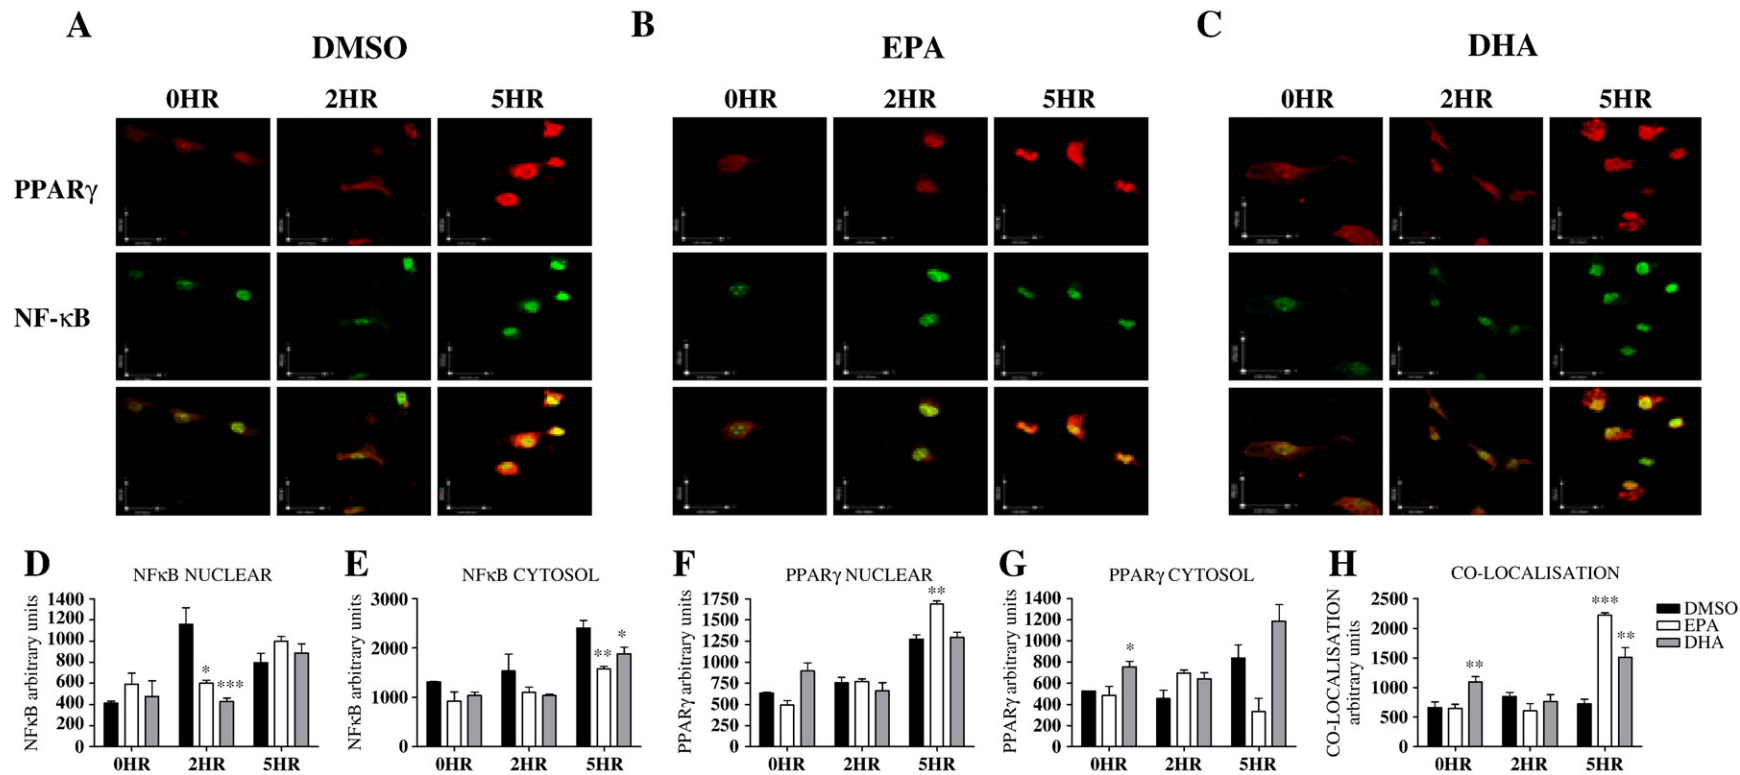 A B C
DMSO EPA DHA
0HR 2HR 5HR 0HR 2HR 5HR 0HR 2HR 5HR
PPARγ
NF-κB
D E F G H
NFκB NUCLEAR
NFκB arbitrary units
1400
1200
1000
800
600
400
200
0
* ***
0HR 2HR 5HR
NFκB CYTOSOL
NFκB arbitrary units
3000
2000
1000
0
** *
0HR 2HR 5HR
PPARγ NUCLEAR
PPARγ arbitrary units
1750
1500
1250
1000
750
500
250
0
**
0HR 2HR 5HR
PPARγ CYTOSOL
PPARγ arbitrary units
1400
1200
1000
800
600
400
200
0
*
0HR 2HR 5HR
CO-LOCALISATION
CO-LOCALISATION
arbitrary units
2500
2000
1500
1000
500
0
** *** **
0HR 2HR 5HR
DMSO
EPA
DHA